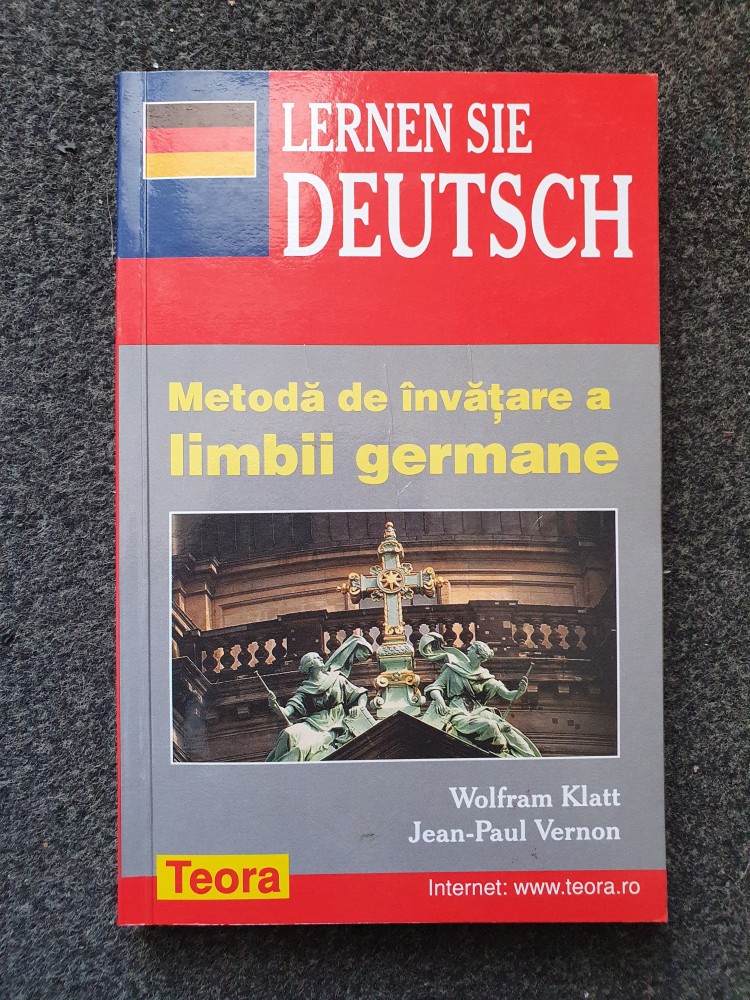 LERNEN SIE
DEUTSCH
Metodă de învățare a
limbii germane
Wolfram Klatt
Jean-Paul Vernon
Teora
Internet: www.teora.ro